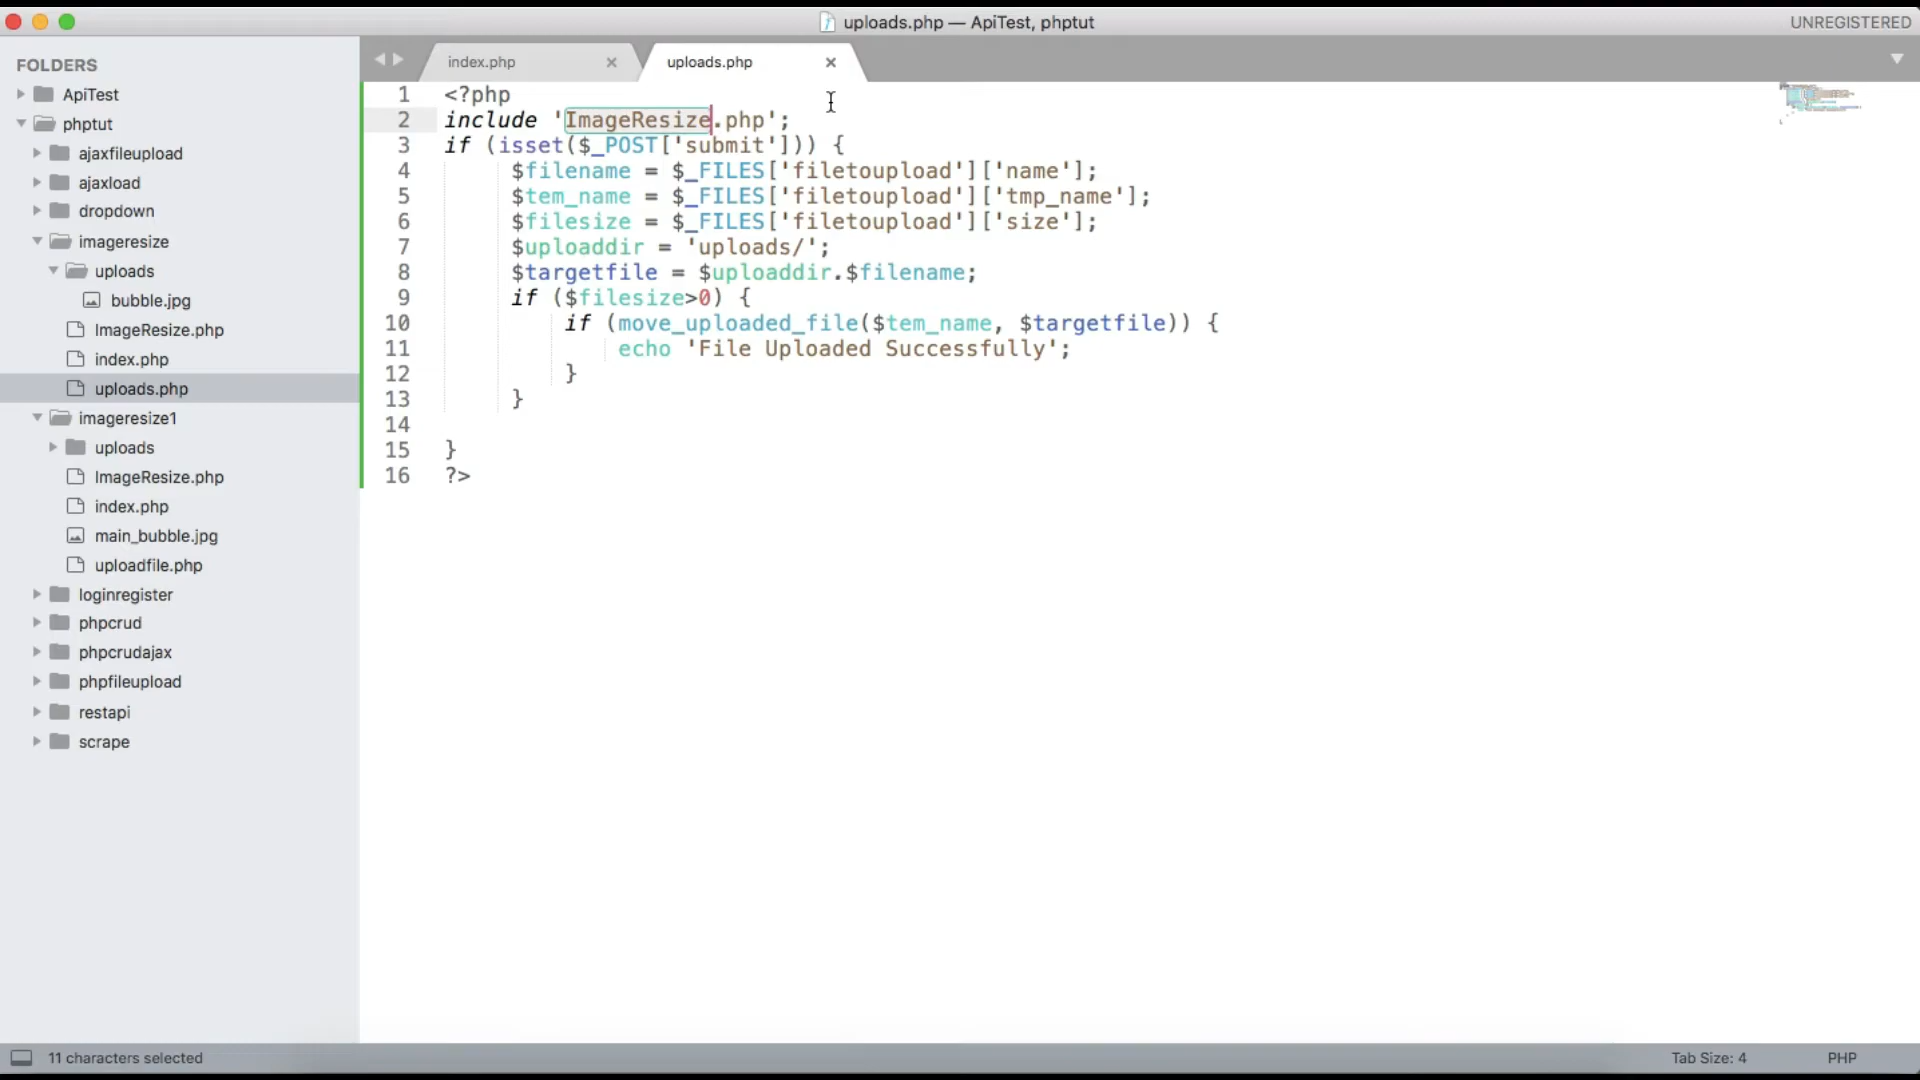 uploads.php — ApiTest, phptut
UNREGISTERED
FOLDERS
ApiTest
phptut
ajaxfileupload
ajaxload
dropdown
imageresize
uploads
bubble.jpg
ImageResize.php
index.php
uploads.php
imageresize1
uploads
ImageResize.php
index.php
main_bubble.jpg
uploadfile.php
loginregister
phpcrud
phpcrudajax
phpfileupload
restapi
scrape
index.php
uploads.php
1 <?php
2 include 'ImageResize.php';
3 if (isset($_POST['submit'])) {
4 $filename = $_FILES['filetoupload']['name'];
5 $tem_name = $_FILES['filetoupload']['tmp_name'];
6 $filesize = $_FILES['filetoupload']['size'];
7 $uploaddir = 'uploads/';
8 $targetfile = $uploaddir.$filename;
9 if ($filesize>0) {
10 if (move_uploaded_file($tem_name, $targetfile)) {
11 echo 'File Uploaded Successfully';
12 }
13 }
14
15 }
16 ?>
11 characters selected
Tab Size: 4
PHP